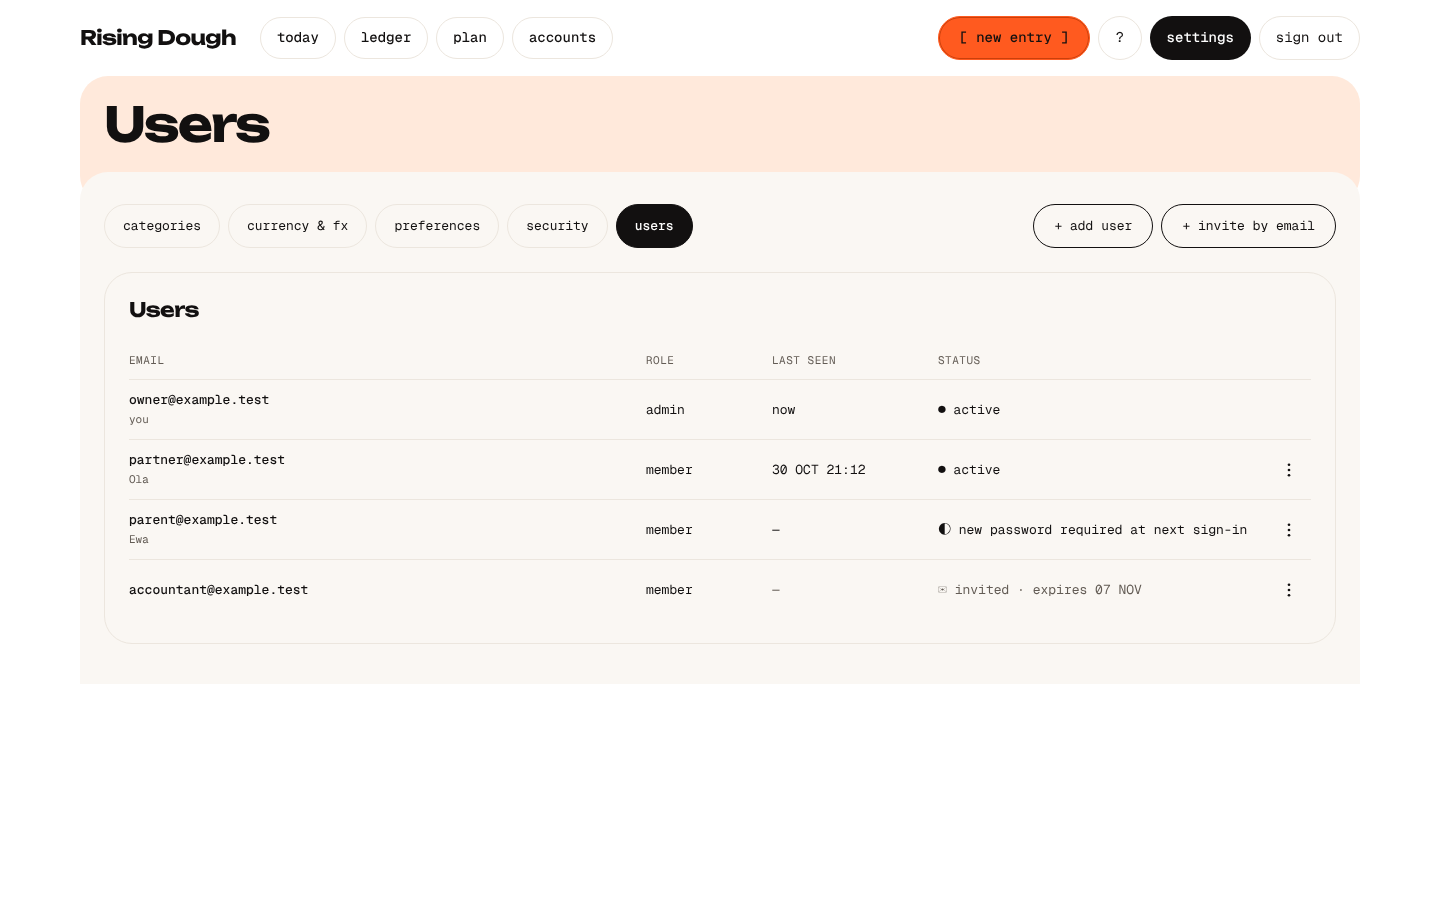 Rising Dough today ledger plan accounts [ new entry ] ? settings sign out
Users
categories currency & fx preferences security users + add user + invite by email
Users
EMAIL ROLE LAST SEEN STATUS
owner@example.test
you
admin now ● active
partner@example.test
Ola
member 30 OCT 21:12 ● active
parent@example.test
Ewa
member — ◐ new password required at next sign-in
accountant@example.test member — ✉ invited · expires 07 NOV